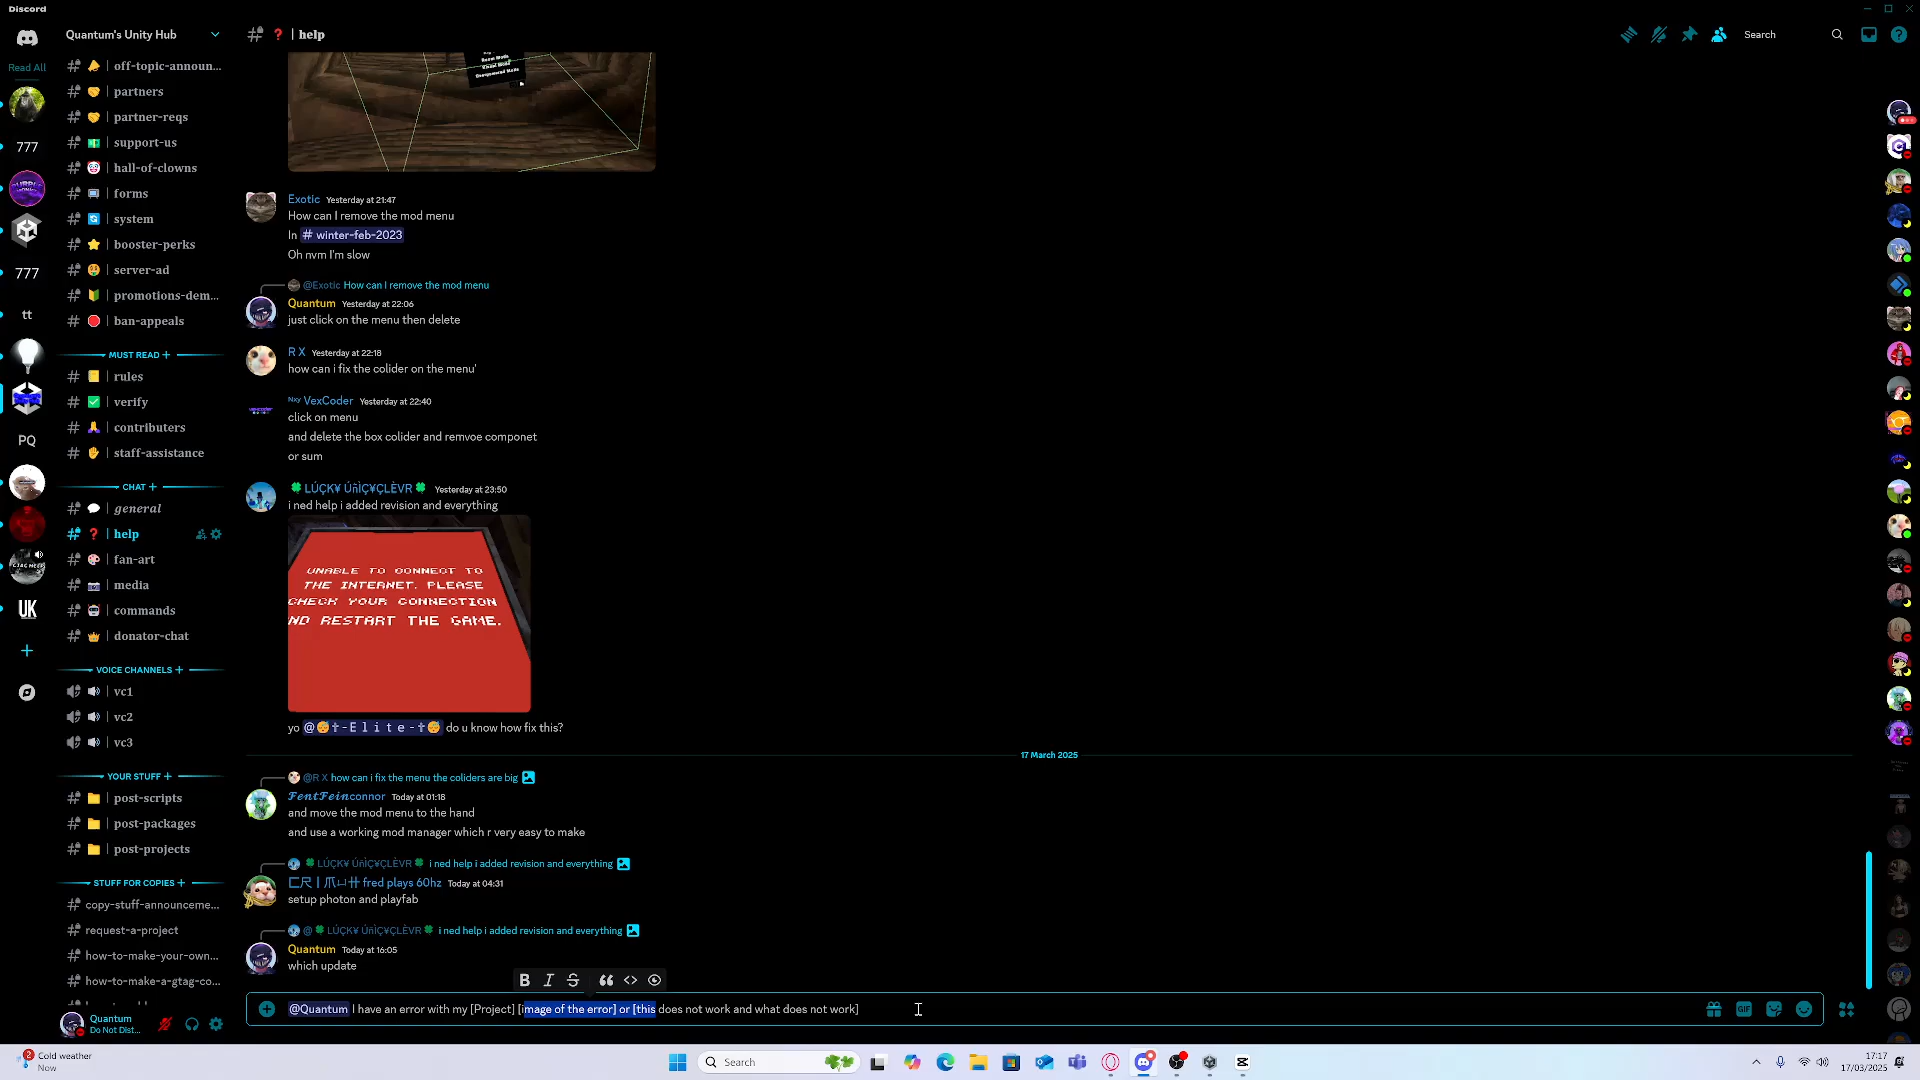 Discord
Quantum's Unity Hub
| help
Search
Read All
| off-topic-announ...
| partners
| partner-reqs
| support-us
| hall-of-clowns
| forms
| system
| booster-perks
| server-ad
| promotions-dem...
| ban-appeals
MUST READ
| rules
| verify
| contributers
| staff-assistance
CHAT
| general
| help
| fan-art
| media
| commands
| donator-chat
VOICE CHANNELS
| vc1
| vc2
| vc3
YOUR STUFF
| post-scripts
| post-packages
| post-projects
STUFF FOR COPIES
copy-stuff-announceme...
request-a-project
how-to-make-your-own...
how-to-make-a-gtag-co...
777
777
tt
PQ
UK
Exotic Yesterday at 21:47
How can I remove the mod menu
In # winter-feb-2023
Oh nvm I'm slow
@Exotic How can I remove the mod menu
Quantum Yesterday at 22:06
just click on the menu then delete
R X Yesterday at 22:18
how can i fix the colider on the menu'
ᴺˣʸ VexCoder Yesterday at 22:40
click on menu
and delete the box colider and remvoe componet
or sum
🍀 LÚÇK¥ ÚñÌÇ¥ÇLÈVR 🍀 Yesterday at 23:50
i ned help i added revision and everything
UNABLE TO CONNECT TO
THE INTERNET. PLEASE
CHECK YOUR CONNECTION
ND RESTART THE GAME.
yo @😴✝-E l i t e -✝😴 do u know how fix this?
17 March 2025
@R X how can i fix the menu the coliders are big
𝓕𝓮𝓷𝓽𝓕𝓮𝓲𝓷connor Today at 01:18
and move the mod menu to the hand
and use a working mod manager which r very easy to make
🍀 LÚÇK¥ ÚñÌÇ¥ÇLÈVR 🍀 i ned help i added revision and everything
fred plays 60hz Today at 04:31
setup photon and playfab
@ 🍀 LÚÇK¥ ÚñÌÇ¥ÇLÈVR 🍀 i ned help i added revision and everything
Quantum Today at 16:05
which update
B I S
@Quantum I have an error with my [Project] [image of the error] or [this does not work and what does not work]
GIF
Quantum
Do Not Dist...
2
Cold weather
Now
Search
17:17
17/03/2025